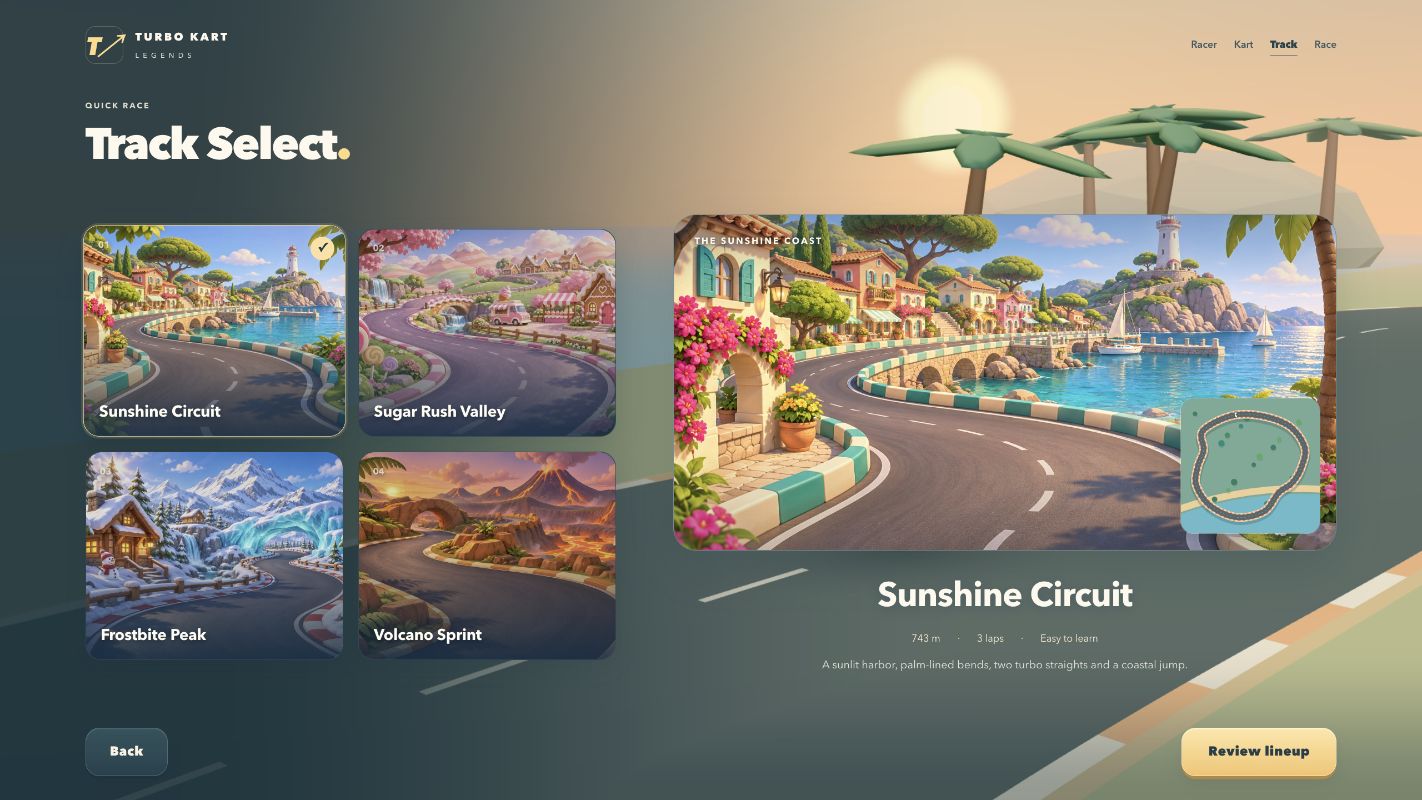 TURBO KART
LEGENDS
Racer Kart Track Race
QUICK RACE
Track Select.
01
Sunshine Circuit
02
Sugar Rush Valley
03
Frostbite Peak
04
Volcano Sprint
THE SUNSHINE COAST
Sunshine Circuit
743 m · 3 laps · Easy to learn
A sunlit harbor, palm-lined bends, two turbo straights and a coastal jump.
Back
Review lineup